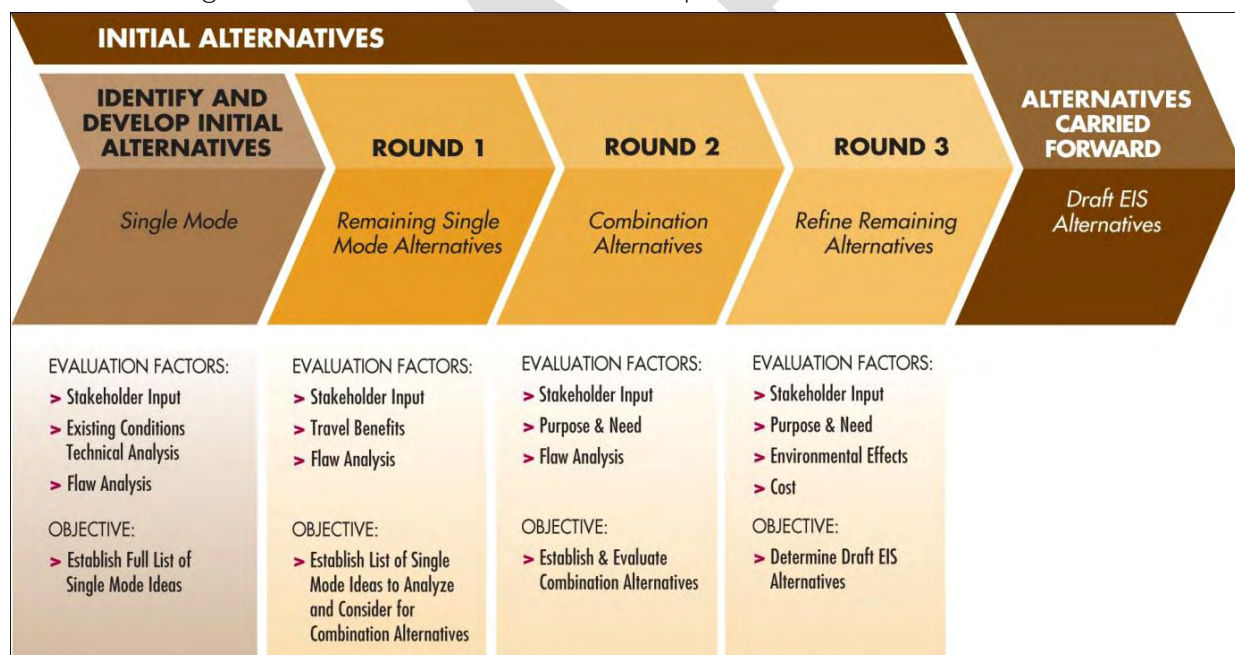 INITIAL ALTERNATIVES
IDENTIFY AND
DEVELOP INITIAL
ALTERNATIVES
Single Mode
ROUND 1
Remaining Single
Mode Alternatives
ROUND 2
Combination
Alternatives
ROUND 3
Refine Remaining
Alternatives
ALTERNATIVES
CARRIED
FORWARD
Draft EIS
Alternatives
EVALUATION FACTORS:
> Stakeholder Input
> Existing Conditions
Technical Analysis
> Flaw Analysis
OBJECTIVE:
> Establish Full List of
Single Mode Ideas
EVALUATION FACTORS:
> Stakeholder Input
> Travel Benefits
> Flaw Analysis
OBJECTIVE:
> Establish List of Single
Mode Ideas to Analyze
and Consider for
Combination Alternatives
EVALUATION FACTORS:
> Stakeholder Input
> Purpose & Need
> Flaw Analysis
OBJECTIVE:
> Establish & Evaluate
Combination Alternatives
EVALUATION FACTORS:
> Stakeholder Input
> Purpose & Need
> Environmental Effects
> Cost
OBJECTIVE:
> Determine Draft EIS
Alternatives